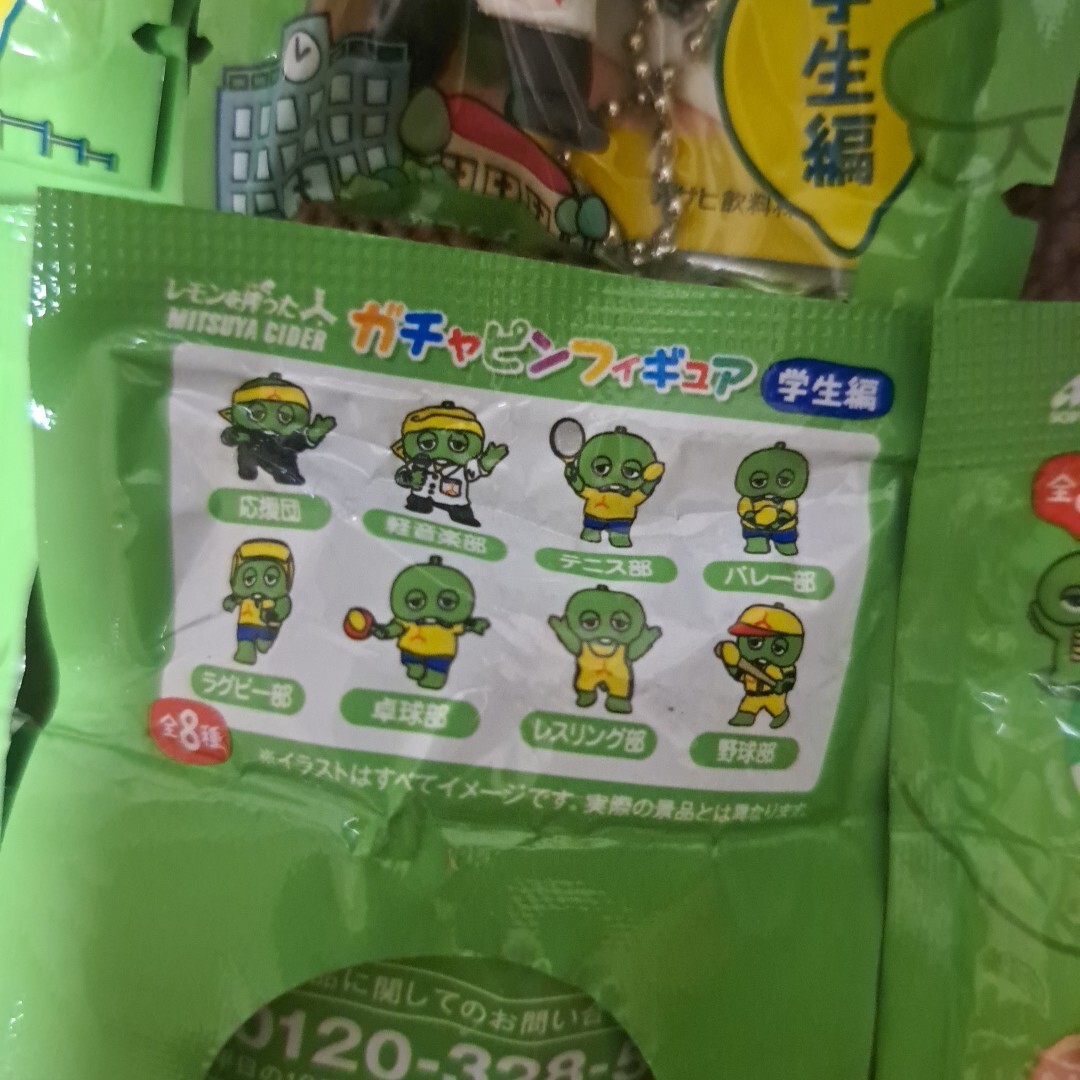 学生編
飲料
レモンを搾った
MITSUYA CIDER
ガチャピンフィギュア
学生編
応援団
軽音楽部
テニス部
バレー部
ラグビー部
卓球部
レスリング部
野球部
全8種
※イラストはすべてイメージです。実際の景品とは異なります。
に関してのお問い合
0120-328-5
全